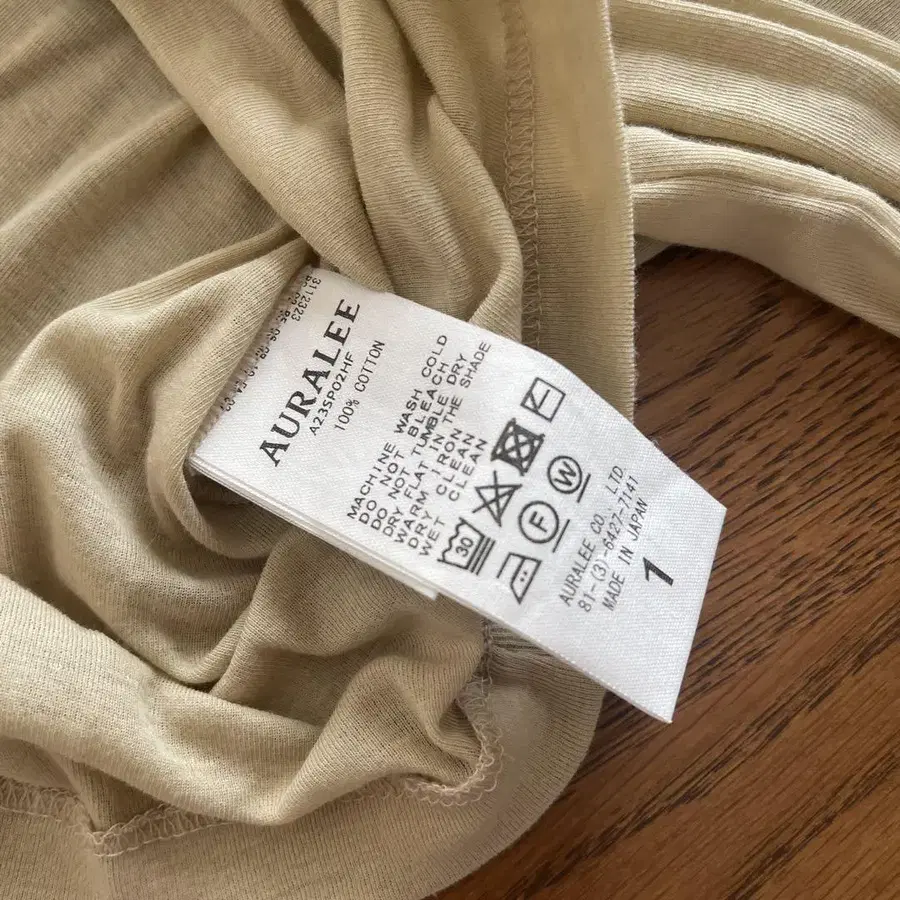 3112323
AURALEE
A23SP02HF
100% COTTON
MACHINE WASH COLD
DO NOT BLEACH
DO NOT TUMBLE DRY
DRY FLAT IN THE SHADE
WARM IRON
DRY CLEAN
WET CLEAN
30
F
W
AURALEE CO., LTD.
81-(3)-6427-7141
MADE IN JAPAN
1